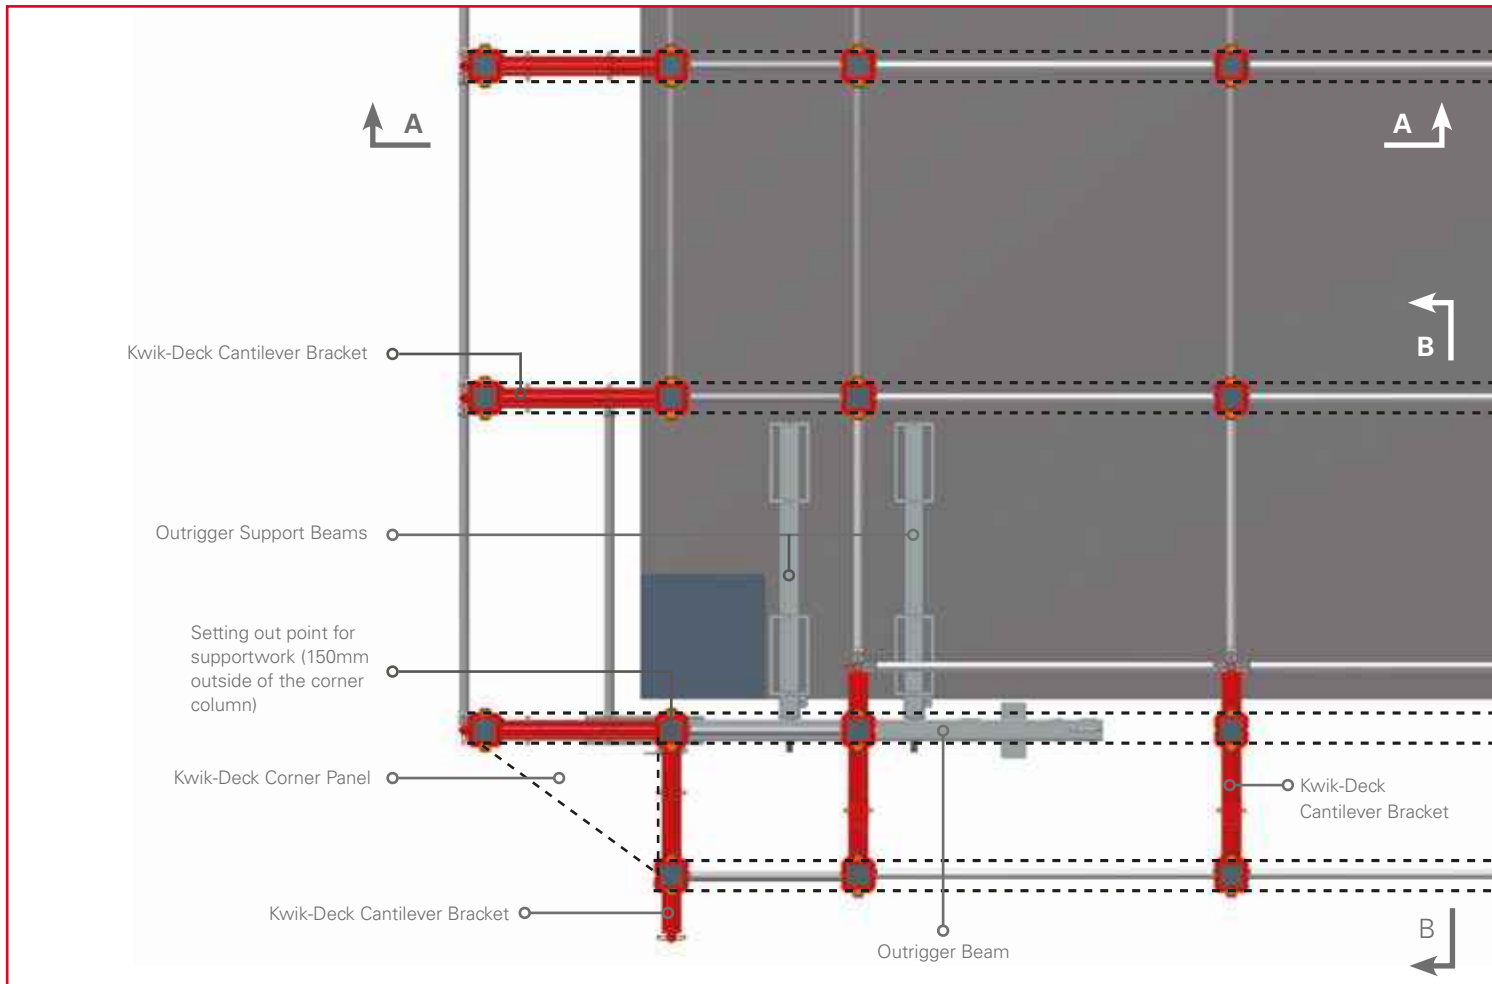 A
A
B
Kwik-Deck Cantilever Bracket
Outrigger Support Beams
Setting out point for
supportwork (150mm
outside of the corner
column)
Kwik-Deck Corner Panel
Kwik-Deck
Cantilever Bracket
Kwik-Deck Cantilever Bracket
Outrigger Beam
B